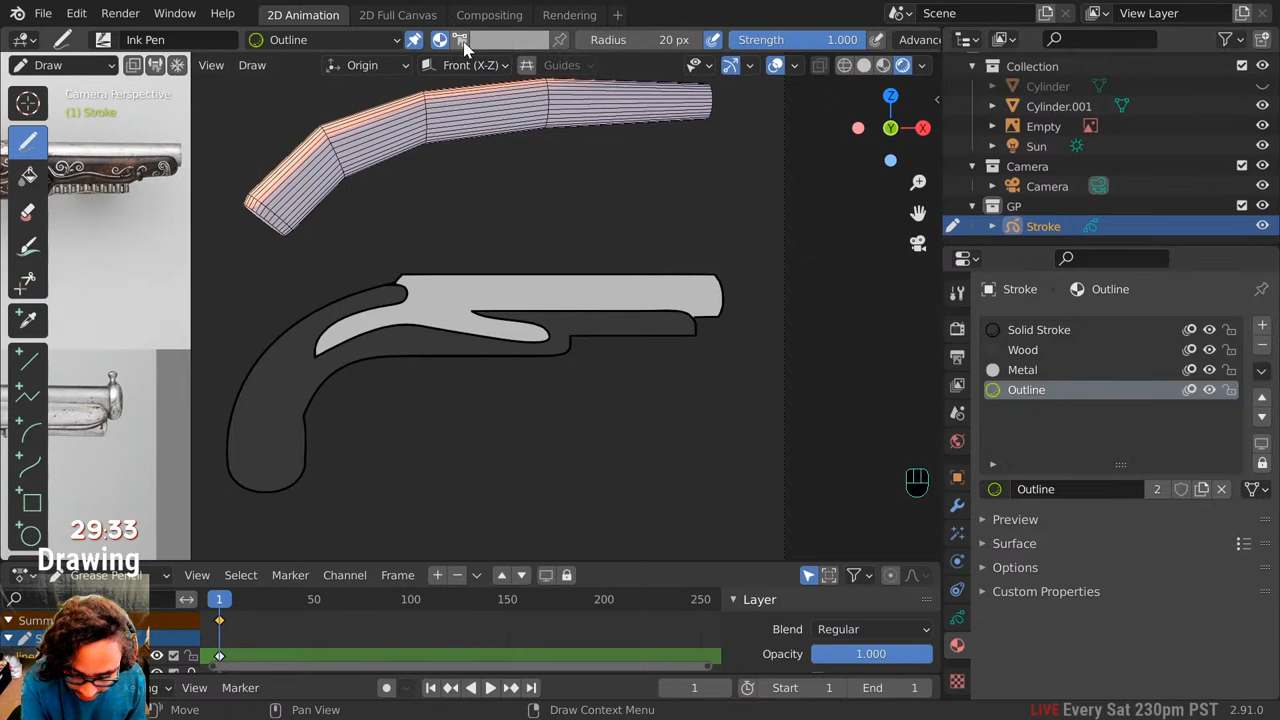 File Edit Render Window Help 2D Animation 2D Full Canvas Compositing Rendering Scene View Layer
Ink Pen Outline Radius 20 px Strength 1.000 Advanc
Draw View Draw Origin Front (X-Z) Guides
Camera Perspective
(1) Stroke
Z
X
Y
Collection
Cylinder
Cylinder.001
Empty
Sun
Camera
Camera
GP
Stroke
Stroke Outline
Solid Stroke
Wood
Metal
Outline
Outline 2
Preview
Surface
Options
Custom Properties
29:33
Drawing
Grease Pencil View Select Marker Channel Frame
1 50 100 150 200 250
Summ
Layer
Blend Regular
Opacity 1.000
View Marker 1 Start 1 End 1
Move Pan View Draw Context Menu
LIVE Every Sat 230pm PST 2.91.0